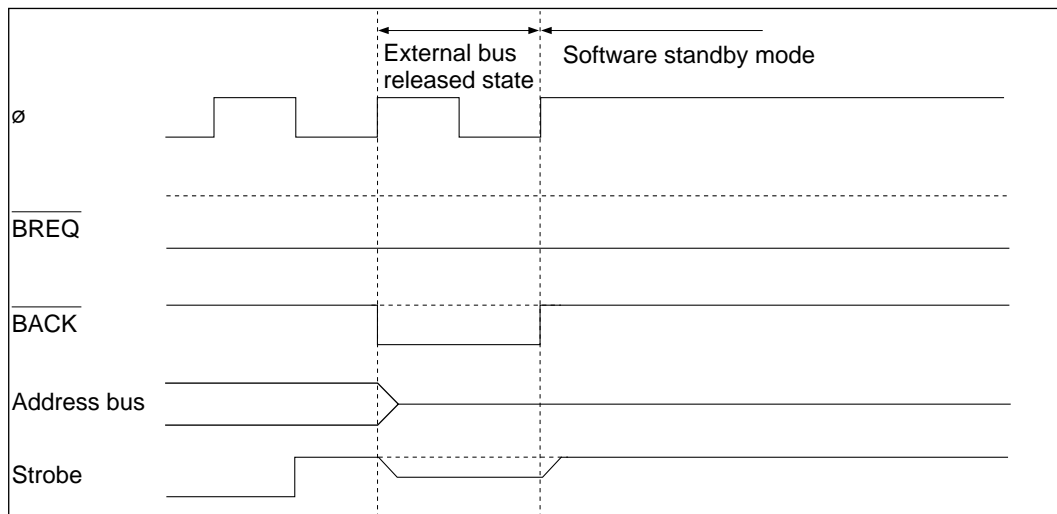 External bus
released state
Software standby mode
ø
BREQ
BACK
Address bus
Strobe